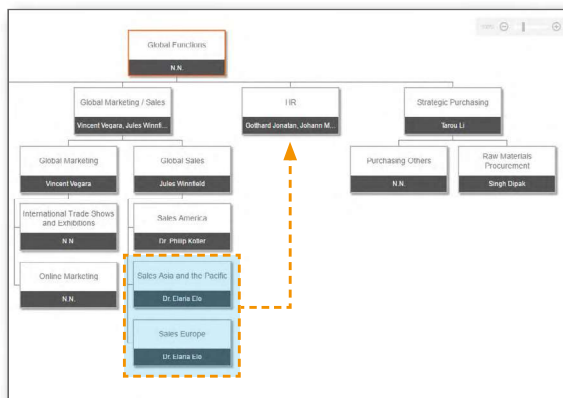 Global Functions
N.N.
Global Marketing / Sales
Vincent Vegara, Jules Winnfi...
HR
Gotthard Jonatan, Johann M...
Strategic Purchasing
Tarou Li
Global Marketing
Vincent Vegara
Global Sales
Jules Winnfield
Purchasing Others
N.N.
Raw Materials
Procurement
Singh Dipak
International Trade Shows
and Exhibitions
N.N.
Sales America
Dr. Philip Kotler
Online Marketing
N.N.
Sales Asia and the Pacific
Dr. Elaria Ele
Sales Europe
Dr. Elaria Ele